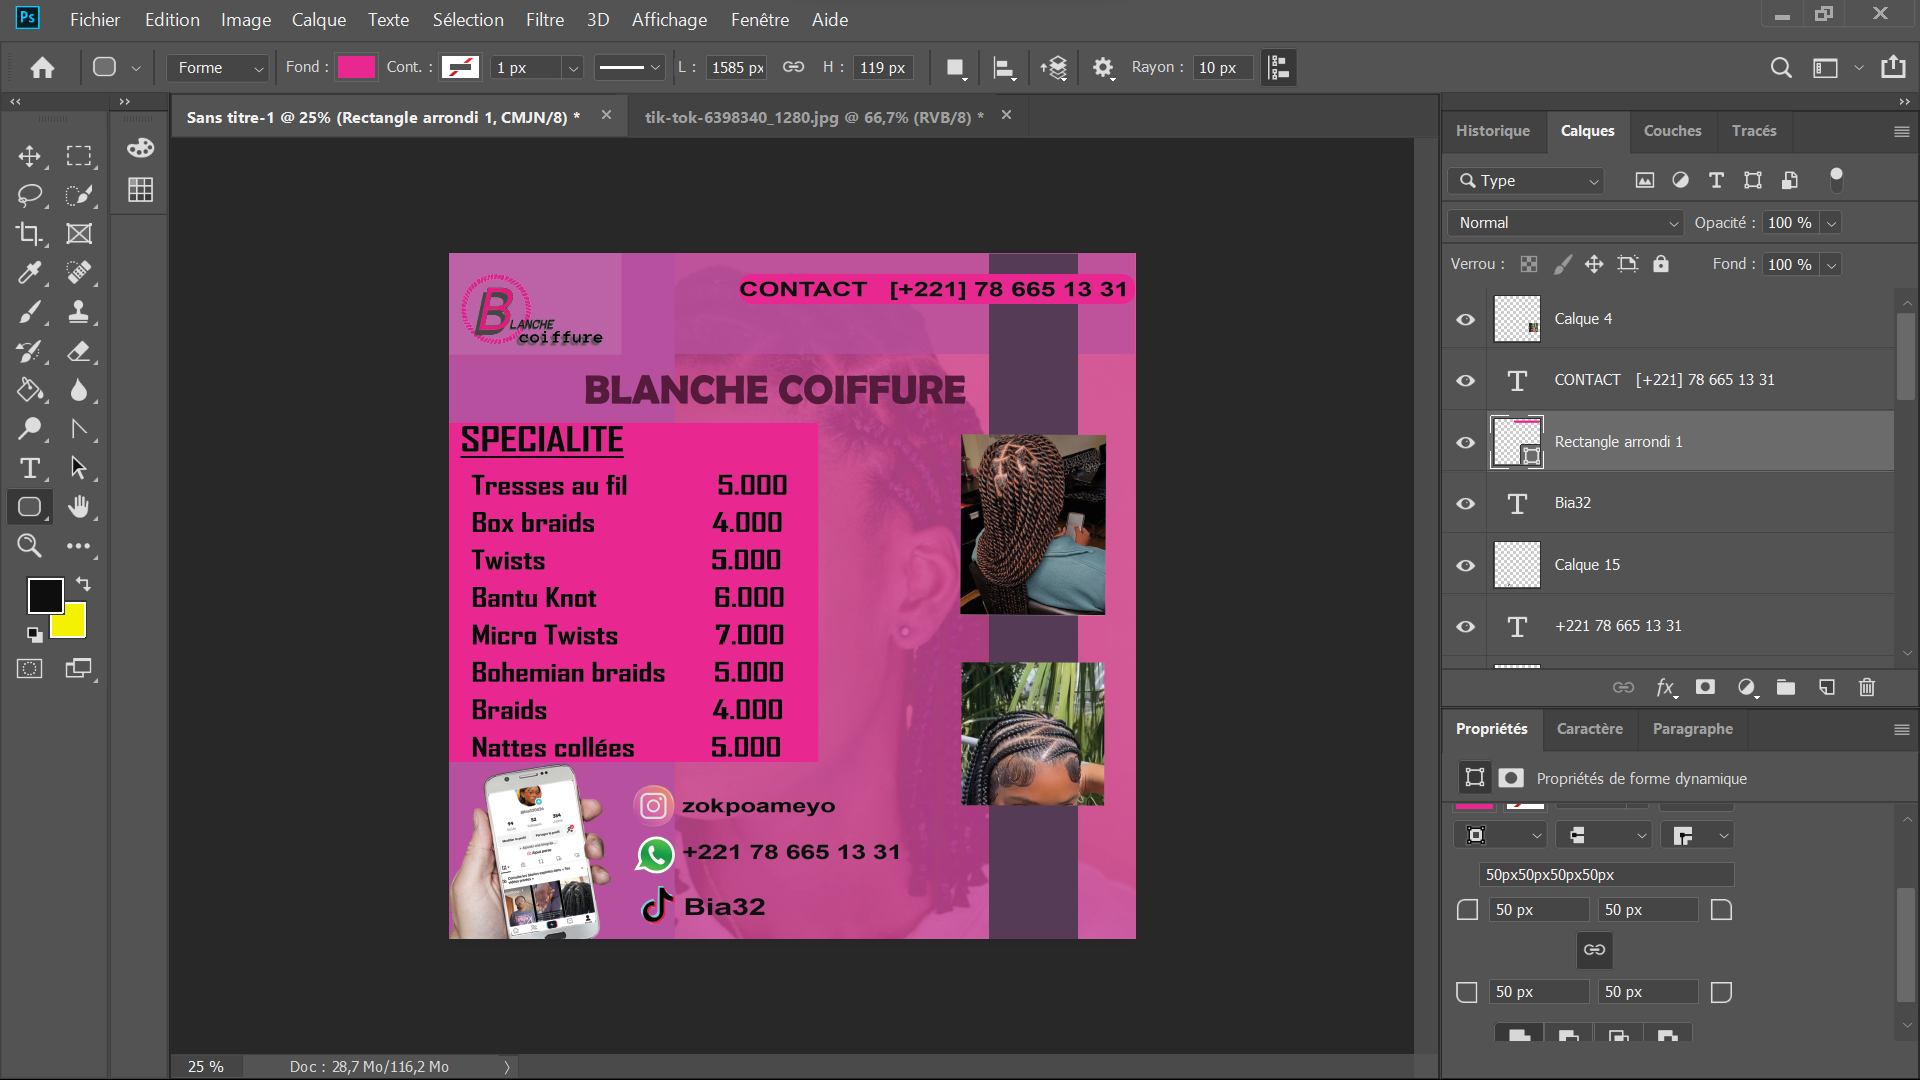 Ps Fichier Edition Image Calque Texte Sélection Filtre 3D Affichage Fenêtre Aide
Forme Fond : Cont. : 1 px L : 1585 px H : 119 px Rayon : 10 px
Sans titre-1 @ 25% (Rectangle arrondi 1, CMJN/8) * tik-tok-6398340_1280.jpg @ 66,7% (RVB/8) *
BLANCHE
coiffure
CONTACT [+221] 78 665 13 31
BLANCHE COIFFURE
SPECIALITE
Tresses au fil 5.000
Box braids 4.000
Twists 5.000
Bantu Knot 6.000
Micro Twists 7.000
Bohemian braids 5.000
Braids 4.000
Nattes collées 5.000
zokpoameyo
+221 78 665 13 31
Bia32
25 % Doc : 28,7 Mo/116,2 Mo
Historique Calques Couches Tracés
Type
Normal Opacité : 100 %
Verrou : Fond : 100 %
Calque 4
CONTACT [+221] 78 665 13 31
Rectangle arrondi 1
Bia32
Calque 15
+221 78 665 13 31
fx
Propriétés Caractère Paragraphe
Propriétés de forme dynamique
50px50px50px50px
50 px 50 px
50 px 50 px